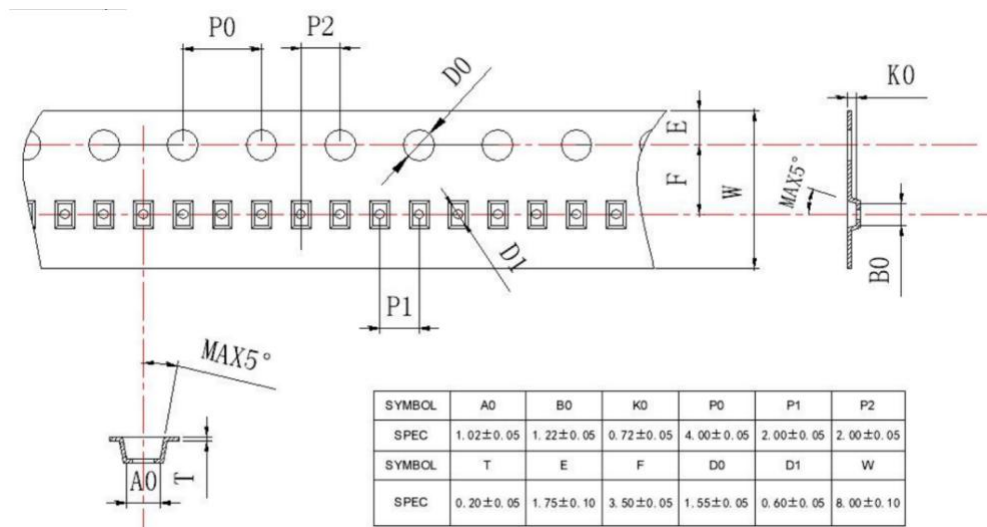 P0
P2
D0
K0
E
F
W
MAX5°
B0
D1
P1
MAX5°
A0
T
SYMBOL A0 B0 K0 P0 P1 P2
SPEC 1.02±0.05 1.22±0.05 0.72±0.05 4.00±0.05 2.00±0.05 2.00±0.05
SYMBOL T E F D0 D1 W
SPEC 0.20±0.05 1.75±0.10 3.50±0.05 1.55±0.05 0.60±0.05 8.00±0.10